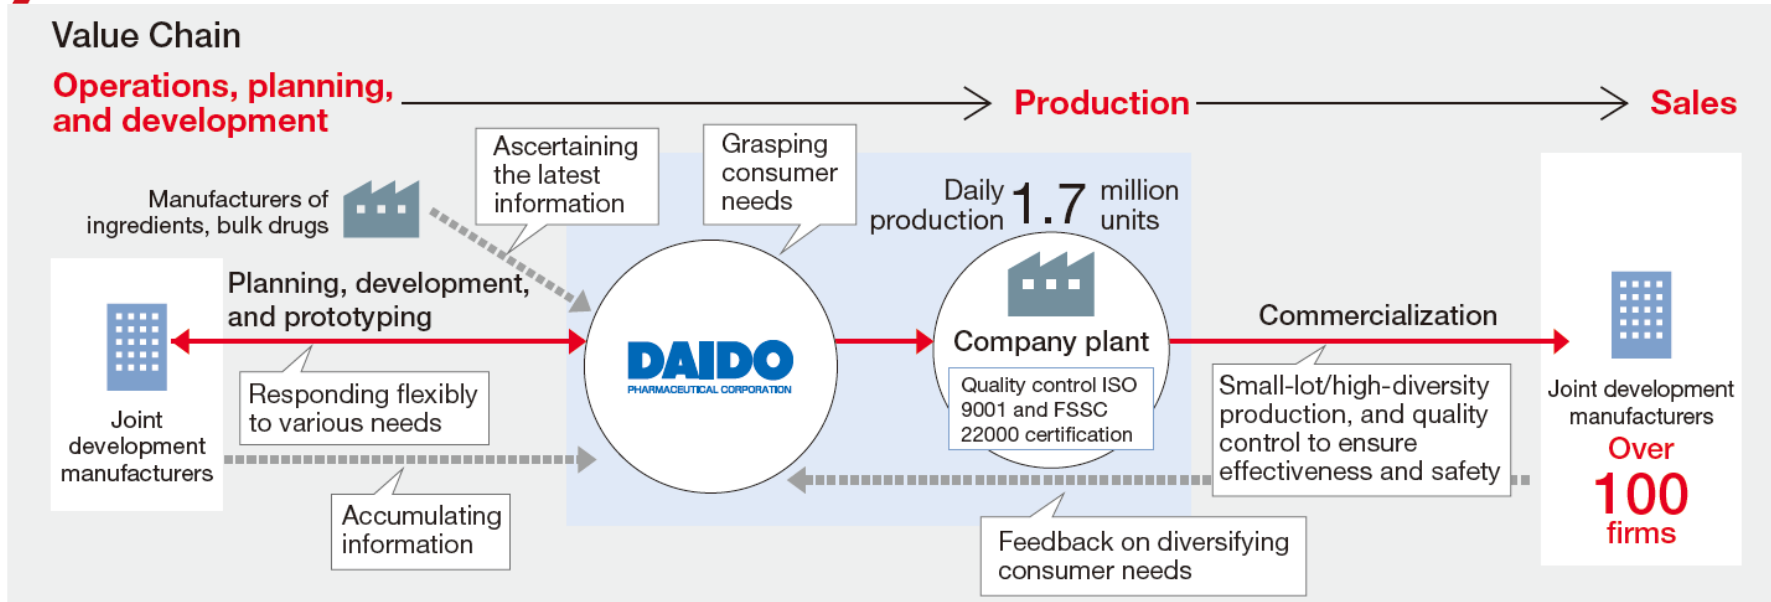 Value Chain
Operations, planning,
and development
Production
Sales
Manufacturers of
ingredients, bulk drugs
Ascertaining
the latest
information
Grasping
consumer
needs
Daily
production
1.7
million
units
Planning, development,
and prototyping
Responding flexibly
to various needs
Joint
development
manufacturers
Accumulating
information
DAIDO
PHARMACEUTICAL CORPORATION
Company plant
Quality control ISO
9001 and FSSC
22000 certification
Commercialization
Small-lot/high-diversity
production, and quality
control to ensure
effectiveness and safety
Feedback on diversifying
consumer needs
Joint development
manufacturers
Over
100
firms